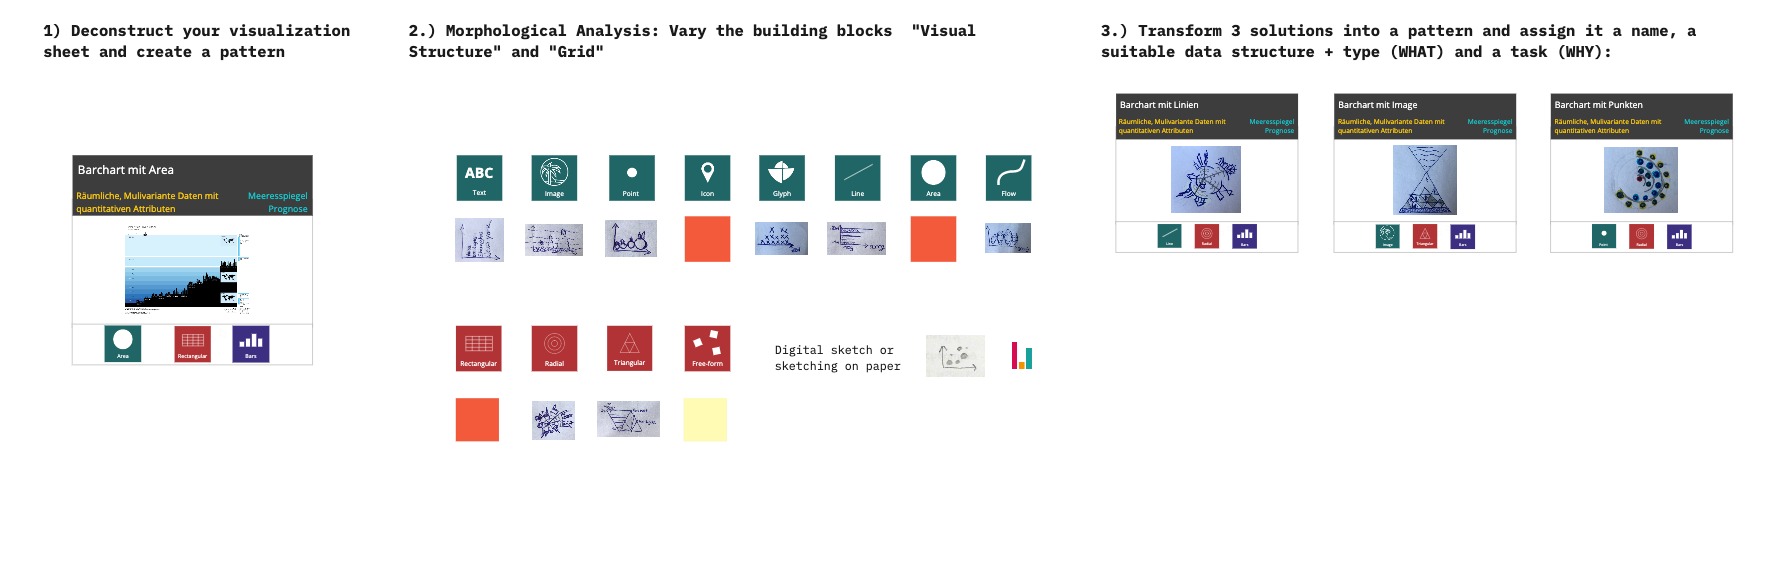 1) Deconstruct your visualization
sheet and create a pattern
Barchart mit Area
Räumliche, Mulivariante Daten mit
quantitativen Attributen
Meeresspiegel
Prognose
Area
Rectangular
Bars
2.) Morphological Analysis: Vary the building blocks "Visual
Structure" and "Grid"
ABC
Text
Image
Point
Icon
Glyph
Line
Area
Flow
Rectangular
Radial
Triangular
Free-form
Digital sketch or
sketching on paper
3.) Transform 3 solutions into a pattern and assign it a name, a
suitable data structure + type (WHAT) and a task (WHY):
Barchart mit Linien
Räumliche, Mulivariante Daten mit
quantitativen Attributen
Meeresspiegel
Prognose
Line
Radial
Bars
Barchart mit Image
Räumliche, Mulivariante Daten mit
quantitativen Attributen
Meeresspiegel
Prognose
Image
Triangular
Bars
Barchart mit Punkten
Räumliche, Mulivariante Daten mit
quantitativen Attributen
Meeresspiegel
Prognose
Point
Radial
Bars